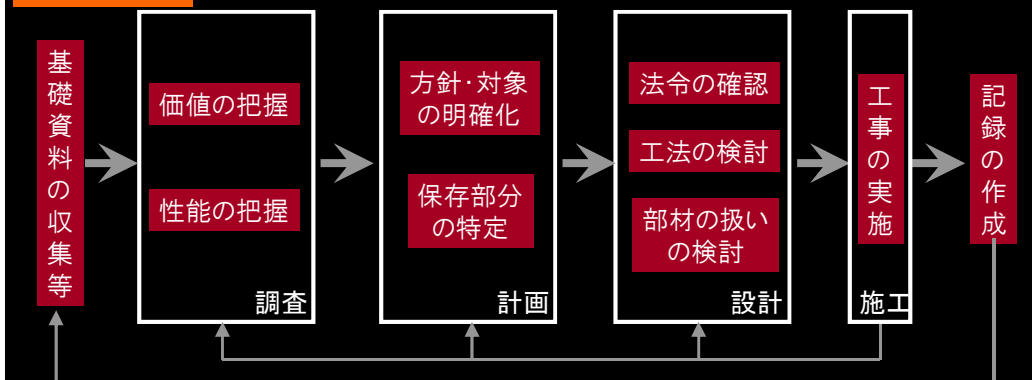 基礎資料の収集等
価値の把握
性能の把握
調査
方針・対象
の明確化
保存部分
の特定
計画
法令の確認
工法の検討
部材の扱い
の検討
設計
工事の実施
施工
記録の作成